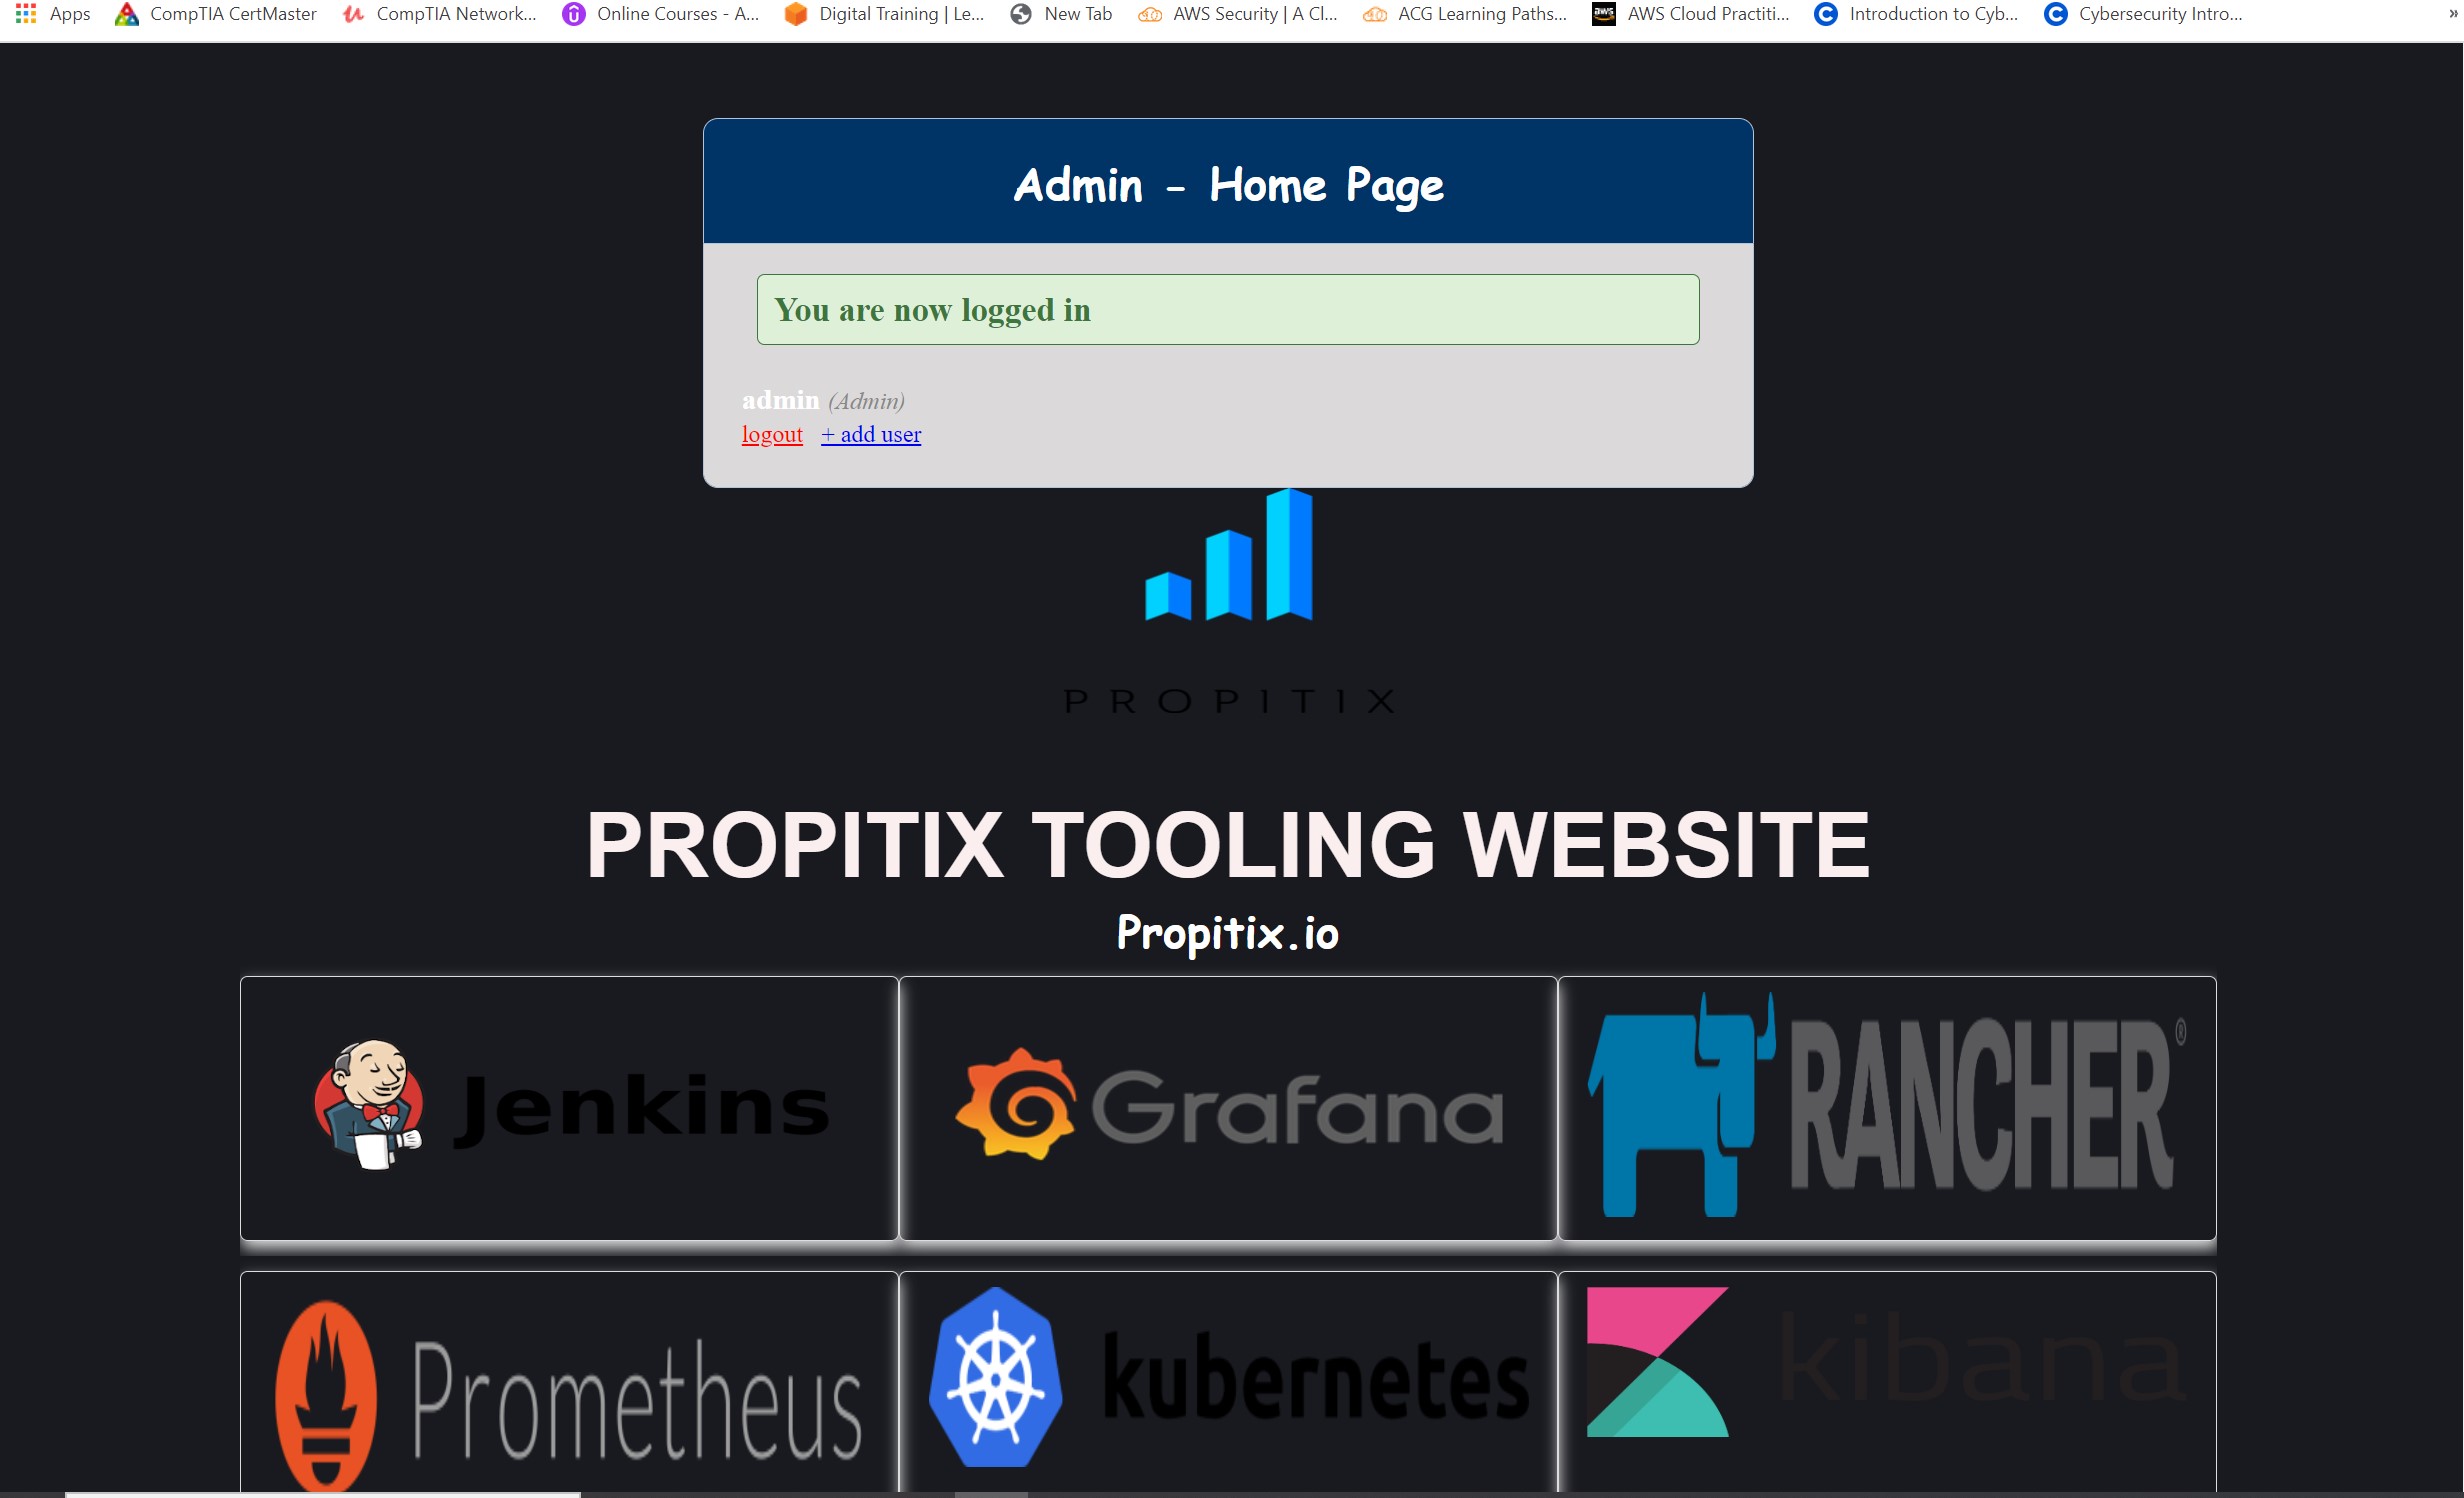 Apps CompTIA CertMaster CompTIA Network... Online Courses - A... Digital Training | Le... New Tab AWS Security | A Cl... ACG Learning Paths... aws AWS Cloud Practiti... Introduction to Cyb... Cybersecurity Intro... »
Admin - Home Page
You are now logged in
admin (Admin)
logout + add user
PROPITIX
PROPITIX TOOLING WEBSITE
Propitix.io
Jenkins Grafana RANCHER®
Prometheus kubernetes kibana